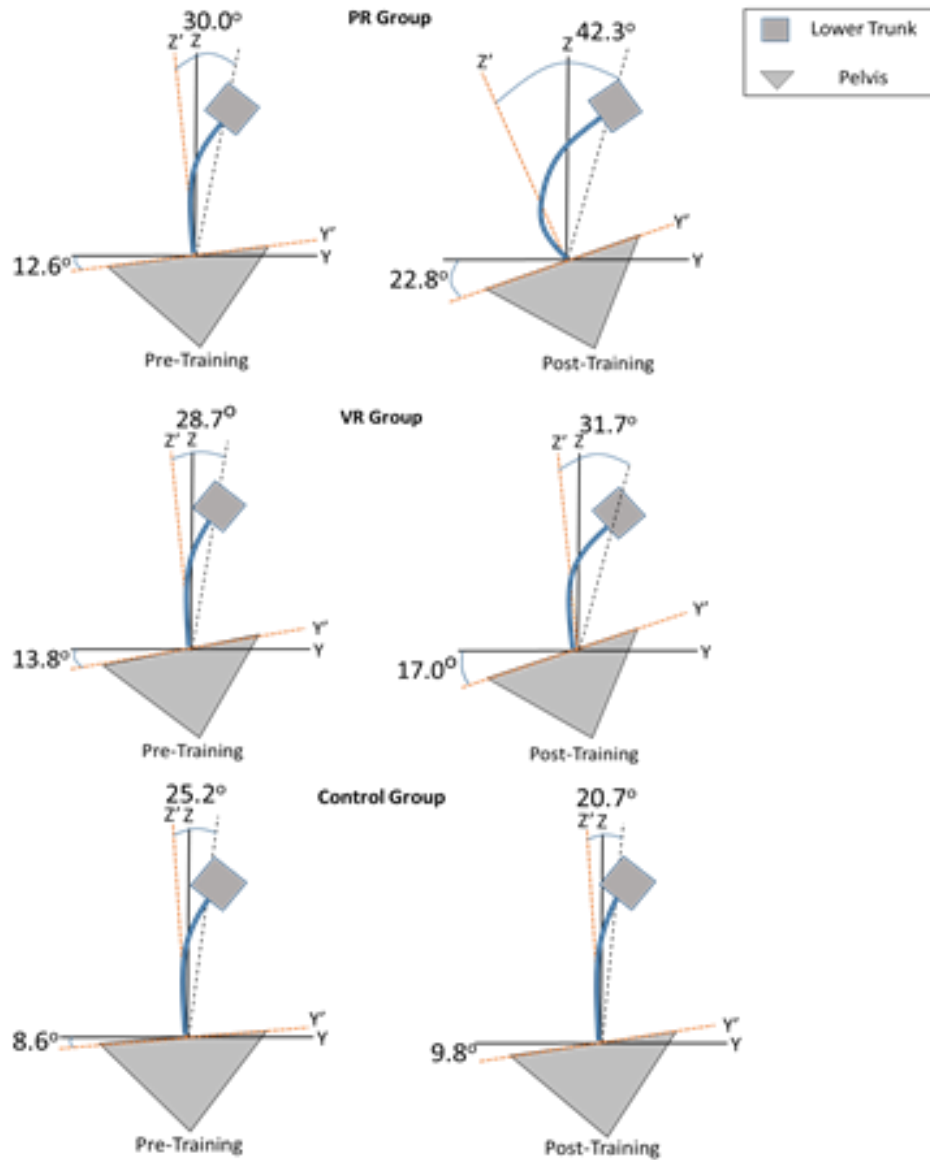 PR Group
30.0°
42.3°
Z' Z
Z
Z'
Lower Trunk
Pelvis
Y'
Y
12.6°
Y'
Y
22.8°
Pre-Training
Post-Training
VR Group
28.7°
31.7°
Z' Z
Z' Z
Y'
Y
13.8°
Y'
Y
17.0°
Pre-Training
Post-Training
Control Group
25.2°
20.7°
Z' Z
Z' Z
Y'
Y
8.6°
Y'
Y
9.8°
Pre-Training
Post-Training